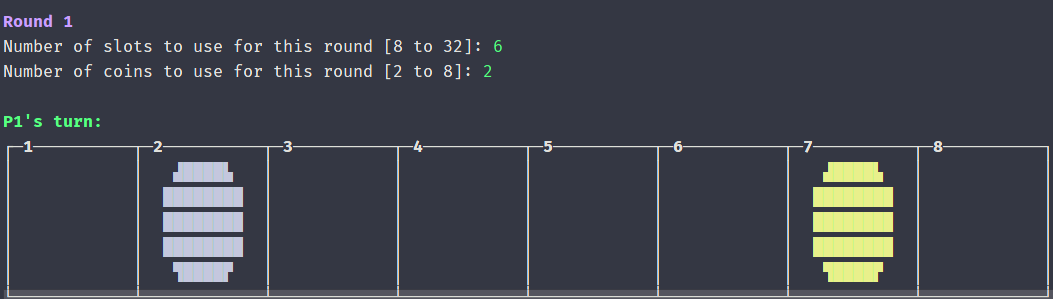 Round 1
Number of slots to use for this round [8 to 32]: 6
Number of coins to use for this round [2 to 8]: 2
P1's turn:
1 2 3 4 5 6 7 8